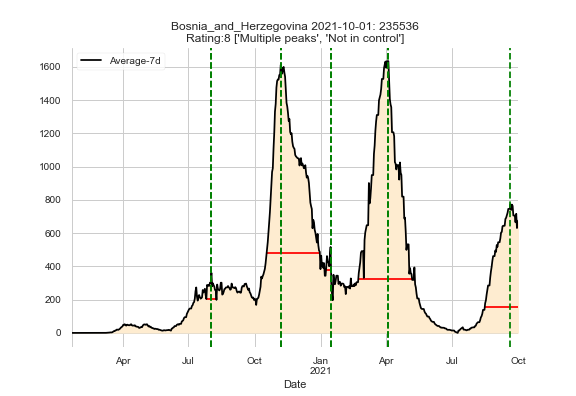 Bosnia_and_Herzegovina 2021-10-01: 235536
Rating:8 ['Multiple peaks', 'Not in control']
Average-7d
1600
1400
1200
1000
800
600
400
200
0
Apr Jul Oct Jan Apr Jul Oct
2021
Date